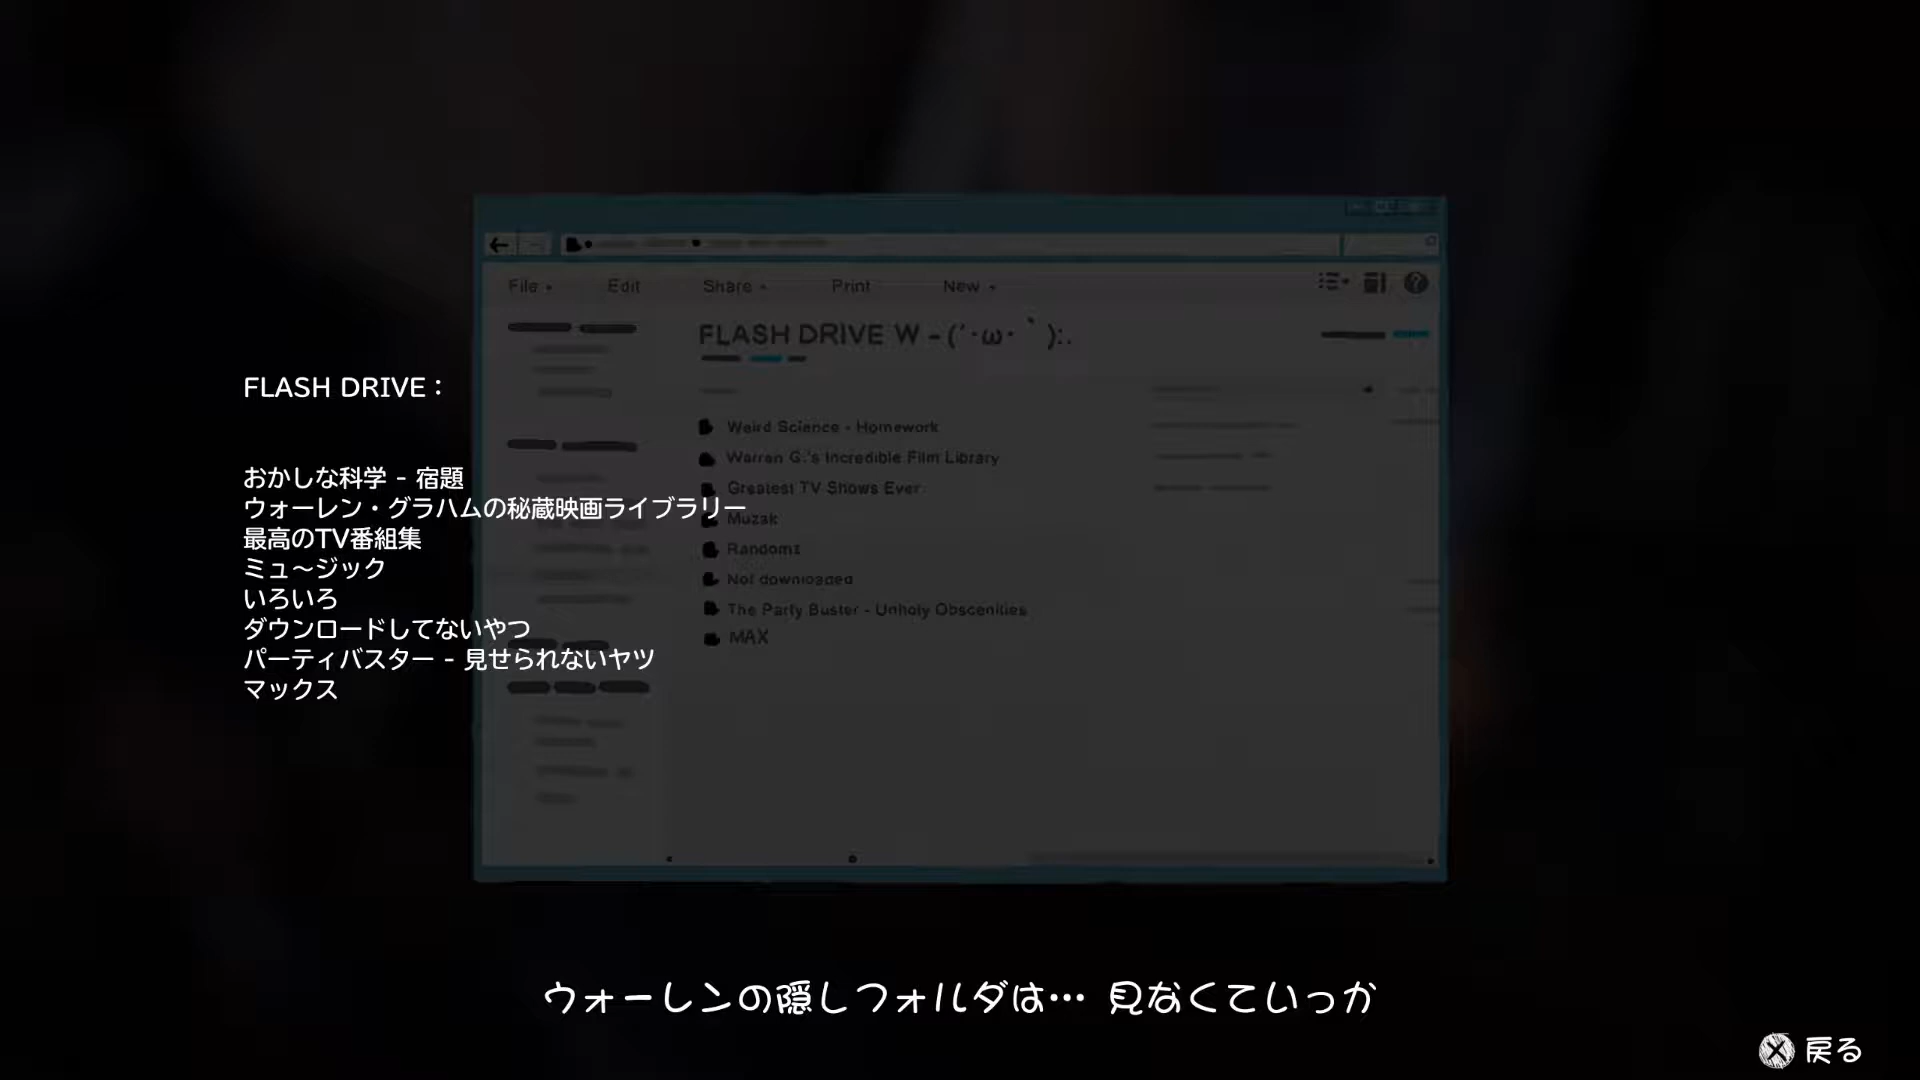 File
Edit
Share
Print
New
FLASH DRIVE W - (´･ω･｀):.
Weird Science - Homework
Warren G.'s Incredible Film Library
Greatest TV Shows Ever
Muzak
Randomz
Not downloaded
The Party Buster - Unholy Obscenities
MAX
FLASH DRIVE：
おかしな科学 - 宿題
ウォーレン・グラハムの秘蔵映画ライブラリー
最高のTV番組集
ミュ～ジック
いろいろ
ダウンロードしてないやつ
パーティバスター - 見せられないヤツ
マックス
ウォーレンの隠しフォルダは… 見なくていっか
戻る